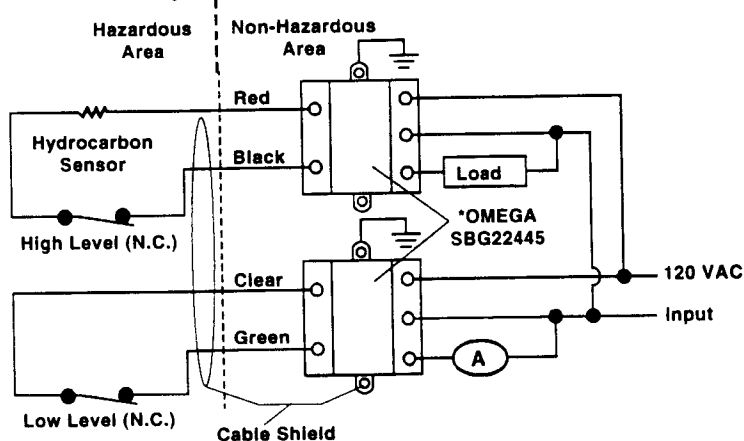 Hazardous
Area
Non-Hazardous
Area
Red
Hydrocarbon
Sensor
Black
Load
High Level (N.C.)
*OMEGA
SBG22445
Clear
120 VAC
Input
Green
A
Low Level (N.C.)
Cable Shield